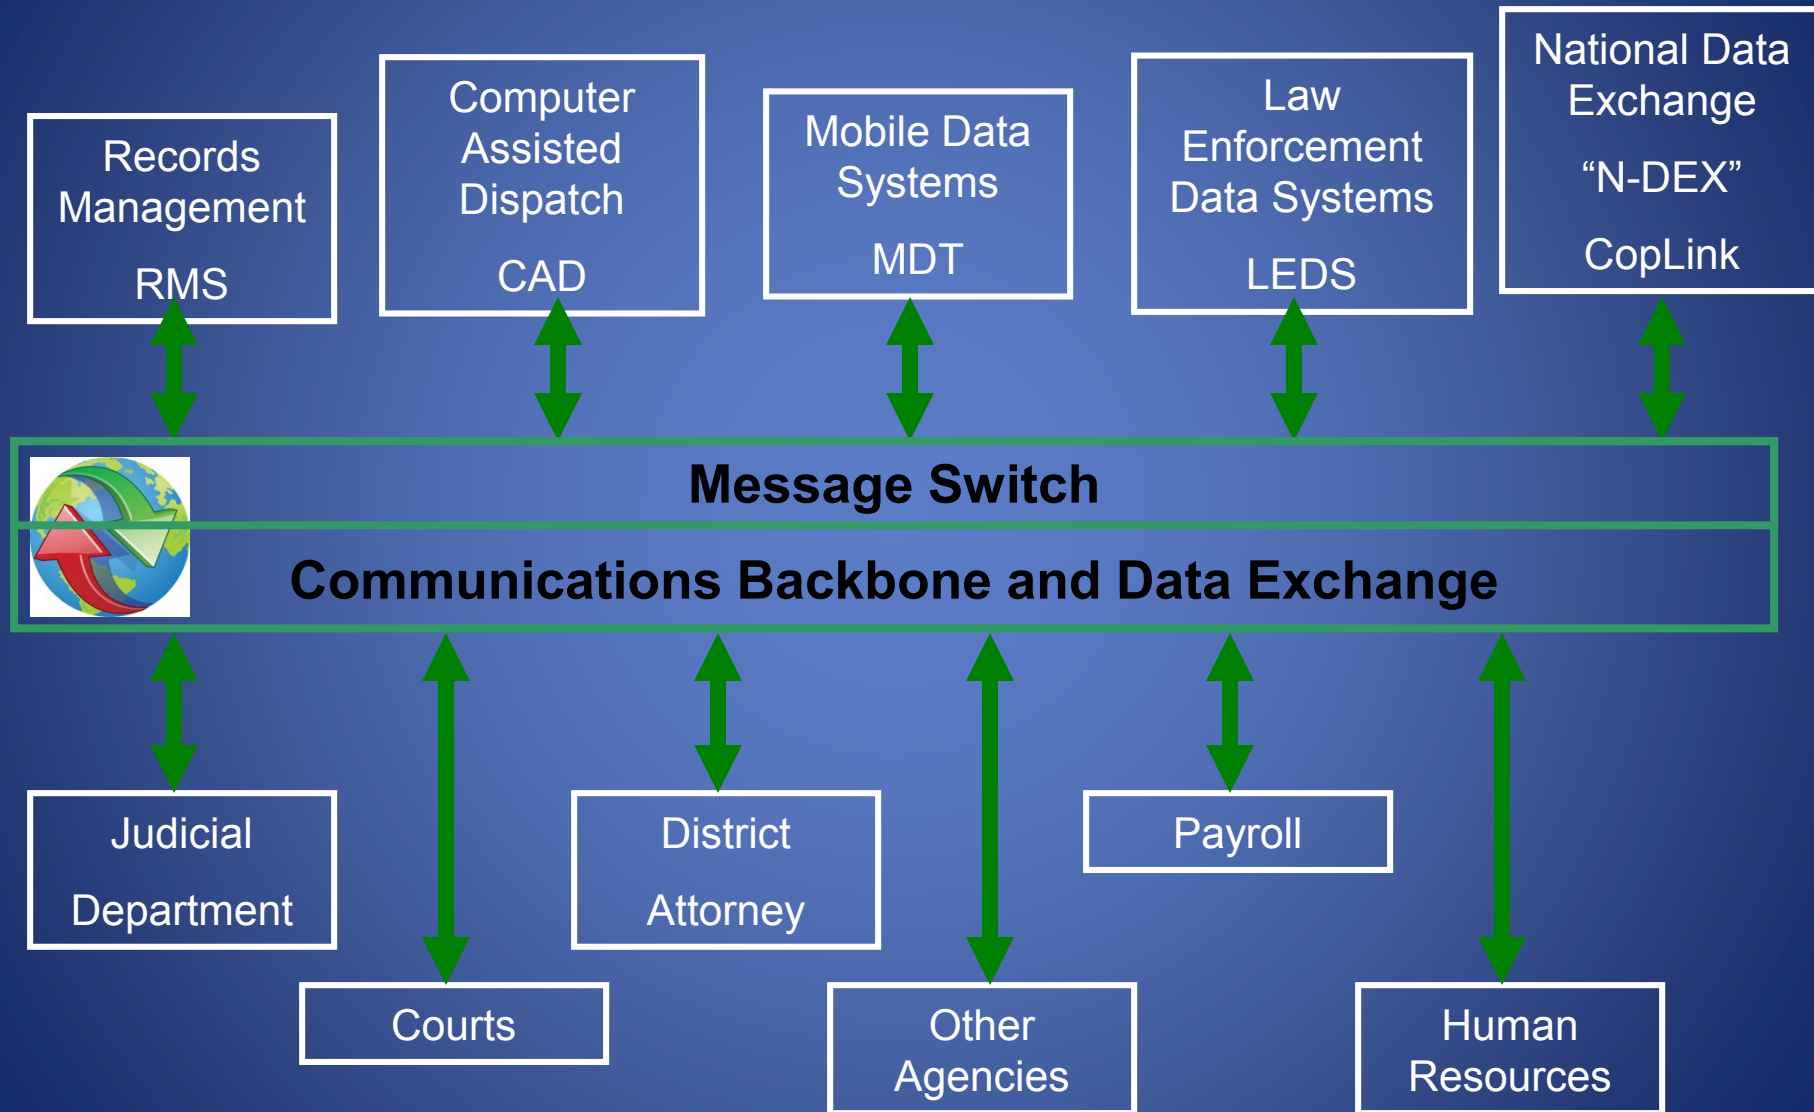 Records
Management
RMS
Computer
Assisted
Dispatch
CAD
Mobile Data
Systems
MDT
Law
Enforcement
Data Systems
LEDS
National Data
Exchange
“N-DEX”
CopLink
Message Switch
Communications Backbone and Data Exchange
Judicial
Department
Courts
District
Attorney
Other
Agencies
Payroll
Human
Resources